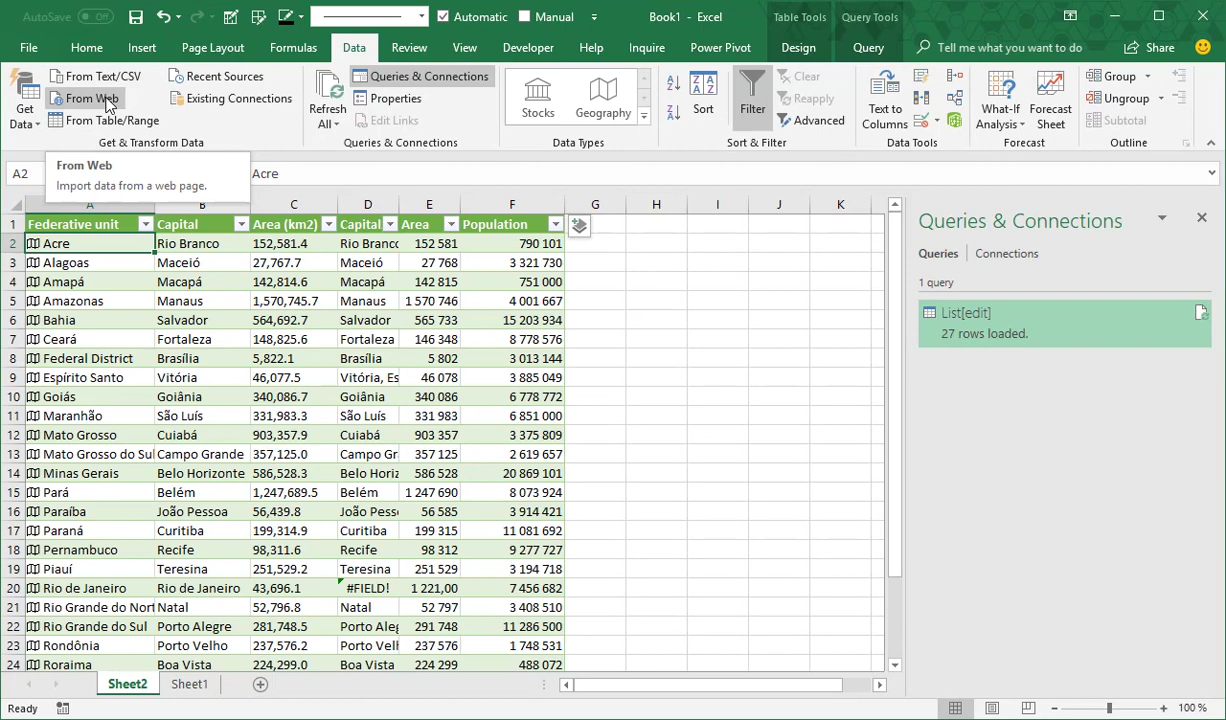 AutoSave Off Automatic Manual Book1 - Excel Table Tools Query Tools
File Home Insert Page Layout Formulas Data Review View Developer Help Inquire Power Pivot Design Query Tell me what you want to do Share
From Text/CSV Recent Sources Queries & Connections Clear Group
From Web Existing Connections Properties Reapply Ungroup
From Table/Range Edit Links Advanced Subtotal
Get Data Refresh All Stocks Geography Sort Filter Text to Columns What-If Analysis Forecast Sheet
Get & Transform Data Queries & Connections Data Types Sort & Filter Data Tools Forecast Outline
A2 Acre
From Web
Import data from a web page.
A B C D E F G H I J K
1 Federative unit Capital Area (km2) Capital Area Population
2 Acre Rio Branco 152,581.4 Rio Branc 152 581 790 101
3 Alagoas Maceió 27,767.7 Maceió 27 768 3 321 730
4 Amapá Macapá 142,814.6 Macapá 142 815 751 000
5 Amazonas Manaus 1,570,745.7 Manaus 1 570 746 4 001 667
6 Bahia Salvador 564,692.7 Salvador 565 733 15 203 934
7 Ceará Fortaleza 148,825.6 Fortaleza 146 348 8 778 576
8 Federal District Brasília 5,822.1 Brasília 5 802 3 013 144
9 Espírito Santo Vitória 46,077.5 Vitória, Es 46 078 3 885 049
10 Goiás Goiânia 340,086.7 Goiânia 340 086 6 778 772
11 Maranhão São Luís 331,983.3 São Luís 331 983 6 851 000
12 Mato Grosso Cuiabá 903,357.9 Cuiabá 903 357 3 375 809
13 Mato Grosso do Sul Campo Grande 357,125.0 Campo Gr 357 125 2 619 657
14 Minas Gerais Belo Horizonte 586,528.3 Belo Horiz 586 528 20 869 101
15 Pará Belém 1,247,689.5 Belém 1 247 690 8 073 924
16 Paraíba João Pessoa 56,439.8 João Pess 56 585 3 914 421
17 Paraná Curitiba 199,314.9 Curitiba 199 315 11 081 692
18 Pernambuco Recife 98,311.6 Recife 98 312 9 277 727
19 Piauí Teresina 251,529.2 Teresina 251 529 3 194 718
20 Rio de Janeiro Rio de Janeiro 43,696.1 #FIELD! 1 221,00 7 456 682
21 Rio Grande do Nort Natal 52,796.8 Natal 52 797 3 408 510
22 Rio Grande do Sul Porto Alegre 281,748.5 Porto Aleg 291 748 11 286 500
23 Rondônia Porto Velho 237,576.2 Porto Velh 237 576 1 748 531
24 Roraima Boa Vista 224,299.0 Boa Vista 224 299 488 072
Queries & Connections
Queries Connections
1 query
List[edit]
27 rows loaded.
Sheet2 Sheet1
Ready 100 %